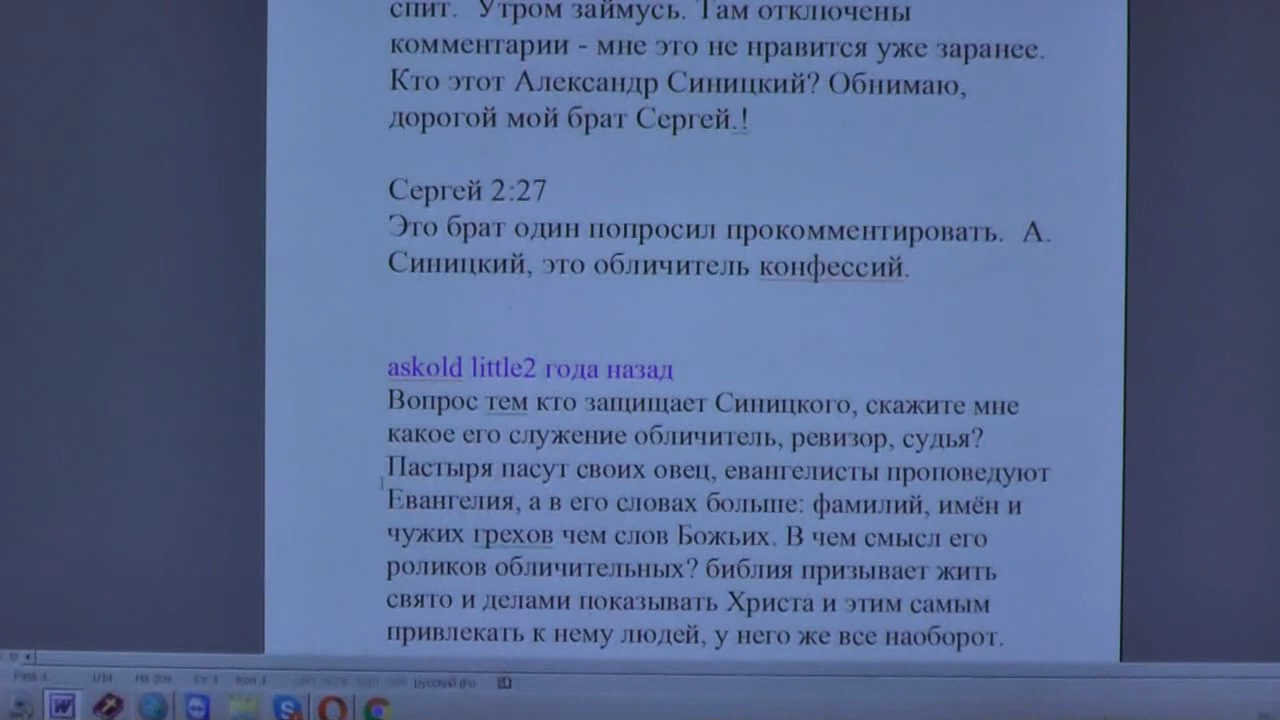 спит.  Утром займусь. Там отключены
комментарии - мне это не нравится уже заранее.
Кто этот Александр Синицкий? Обнимаю,
дорогой мой брат Сергей.!
Сергей 2:27
Это брат один попросил прокомментировать.  А.
Синицкий, это обличитель конфессий.
askold little2 года назад
Вопрос тем кто защищает Синицкого, скажите мне
какое его служение обличитель, ревизор, судья?
Пастыря пасут своих овец, евангелисты проповедуют
Евангелия, а в его словах больше: фамилий, имён и
чужих грехов чем слов Божьих. В чем смысл его
роликов обличительных? библия призывает жить
свято и делами показывать Христа и этим самым
привлекать к нему людей, у него же все наоборот.
1/14
русский (Ро